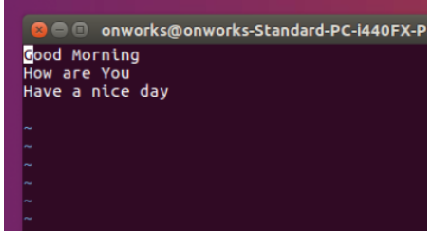 onworks@onworks-Standard-PC-i440FX-P
Good Morning
How are You
Have a nice day
~
~
~
~
~
~